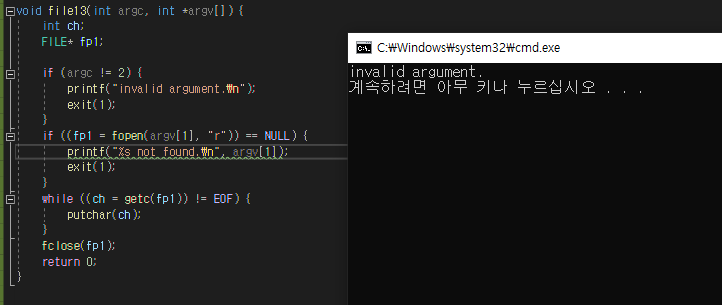 void file13(int argc, int *argv[]) {
int ch;
FILE* fp1;
if (argc != 2) {
printf("invalid argument.₩n");
exit(1);
}
if ((fp1 = fopen(argv[1], "r")) == NULL) {
printf("%s not found.₩n", argv[1]);
exit(1);
}
while ((ch = getc(fp1)) != EOF) {
putchar(ch);
}
fclose(fp1);
return 0;
}
C:₩Windows₩system32₩cmd.exe
invalid argument.
계속하려면 아무 키나 누르십시오 . . .